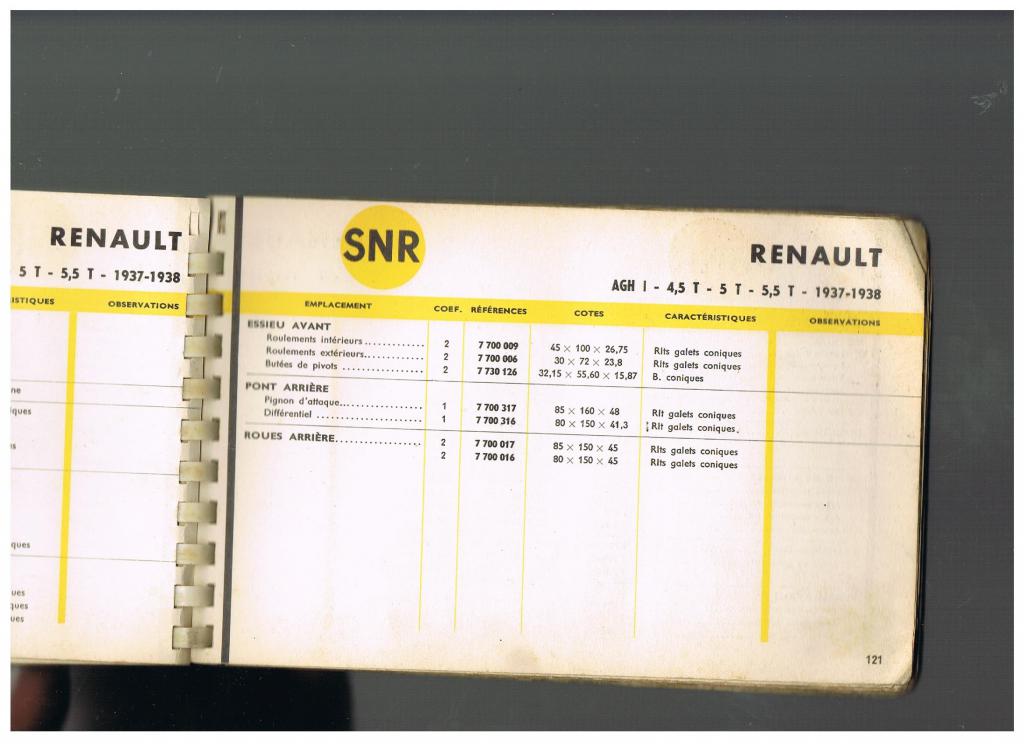 RENAULT
5 T - 5,5 T - 1937-1938
OBSERVATIONS
SNR
RENAULT
AGH I - 4,5 T - 5 T - 5,5 T - 1937-1938
EMPLACEMENT COEF. RÉFÉRENCES COTES CARACTÉRISTIQUES OBSERVATIONS
ESSIEU AVANT
Roulements intérieurs ............. 2 7 700 009 45 × 100 × 26,75 Rlts galets coniques
Roulements extérieurs.............. 2 7 700 006 30 × 72 × 23,8 Rlts galets coniques
Butées de pivots .................. 2 7 730 126 32,15 × 55,60 × 15,87 B. coniques
PONT ARRIÈRE
Pignon d'attaque................... 1 7 700 317 85 × 160 × 48 Rlt galets coniques
Différentiel ....................... 1 7 700 316 80 × 150 × 41,3 Rlt galets coniques.
ROUES ARRIÈRE.................... 2 7 700 017 85 × 150 × 45 Rlts galets coniques
2 7 700 016 80 × 150 × 45 Rlts galets coniques
121